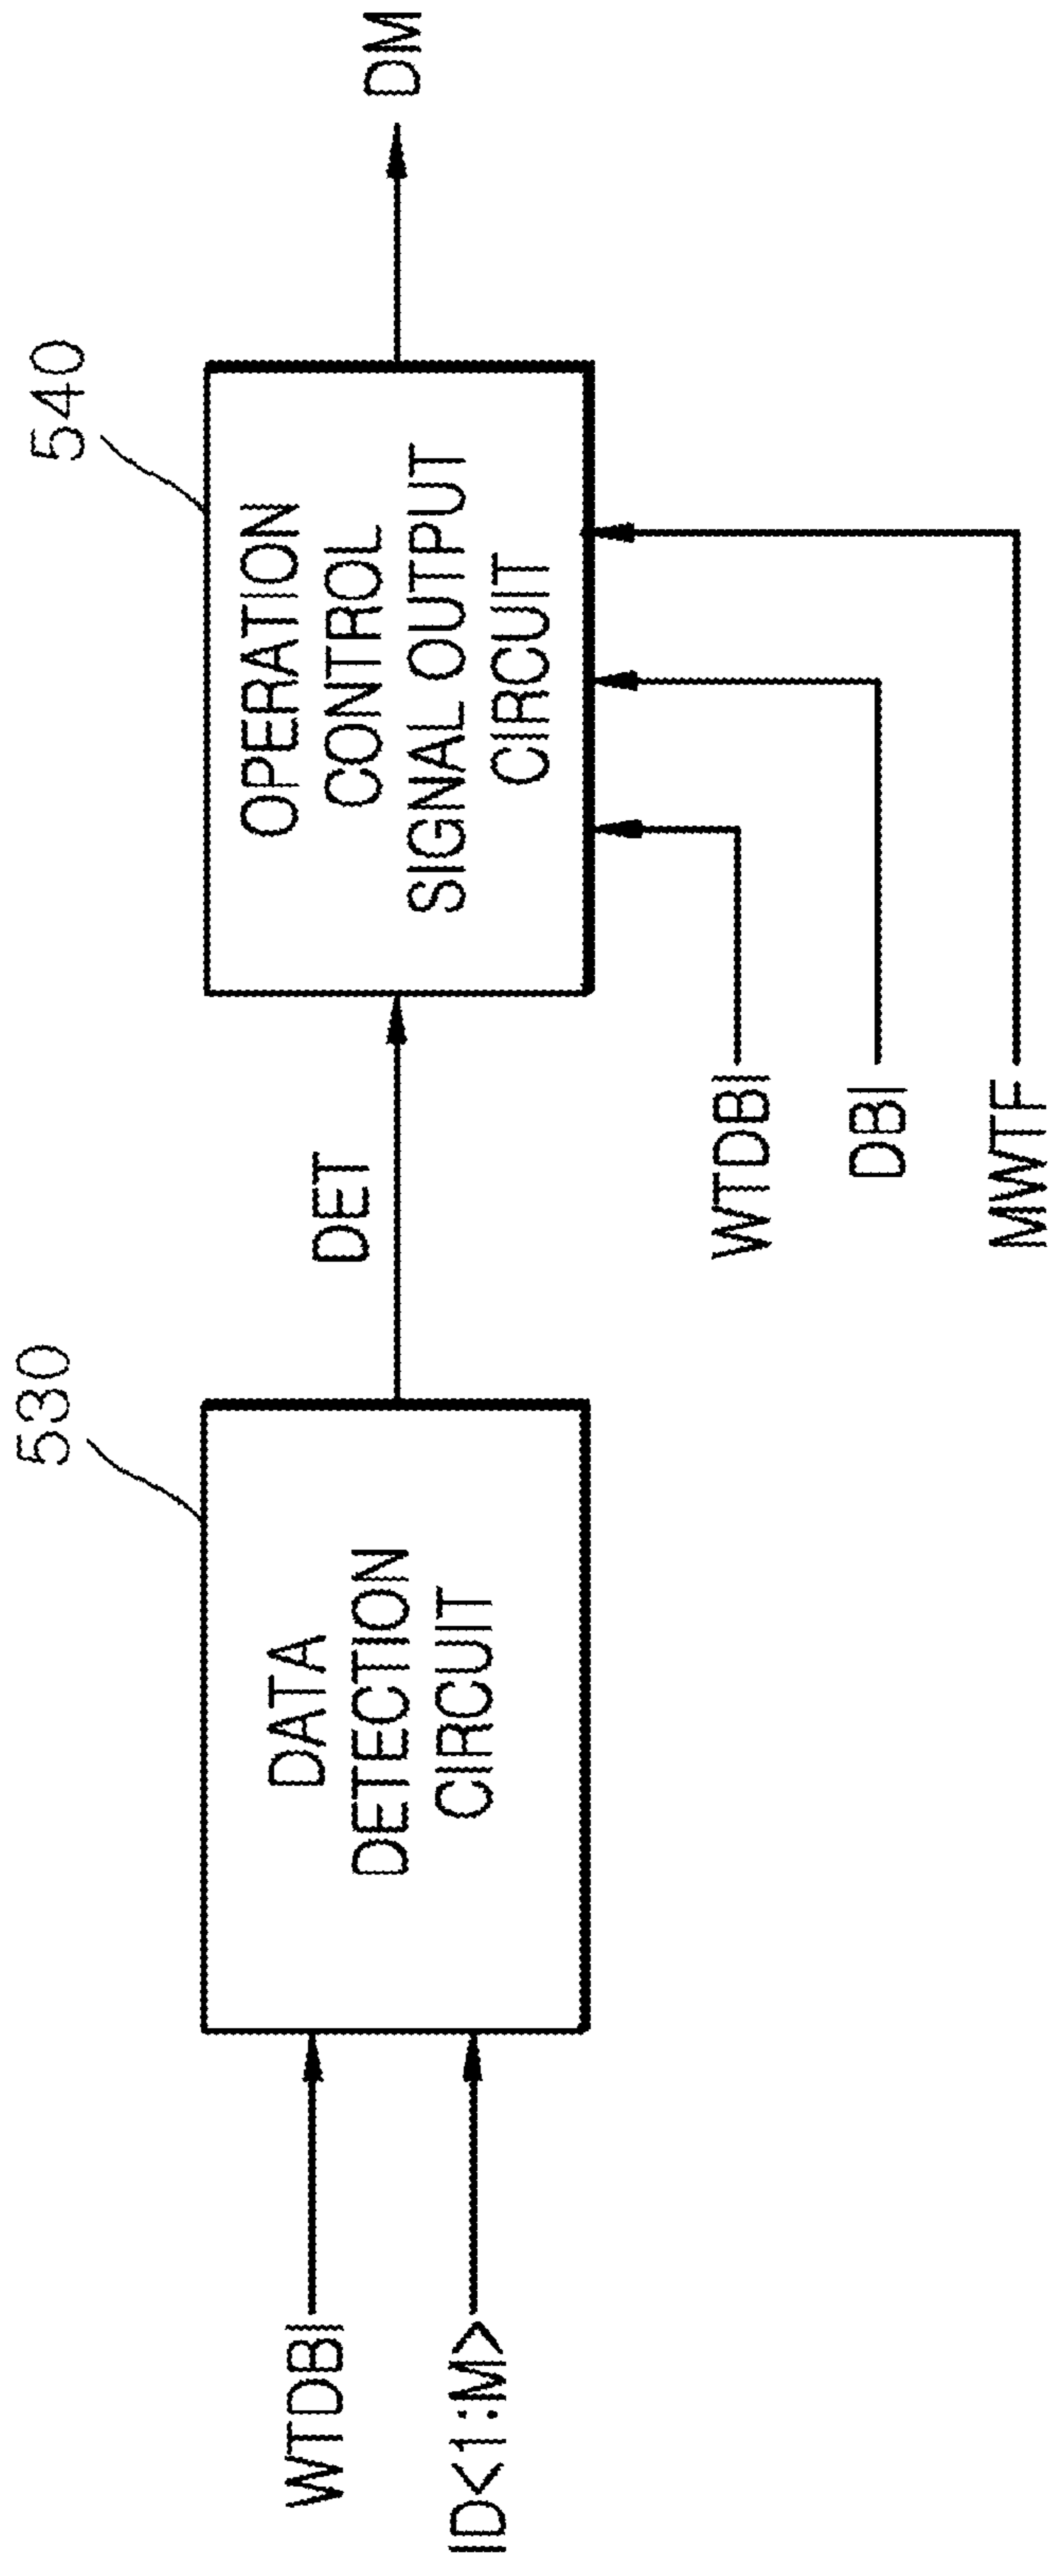 530
540
WTDBI
ID<1:M>
DATA
DETECTION
CIRCUIT
DET
OPERATION
CONTROL
SIGNAL OUTPUT
CIRCUIT
DM
WTDBI
DBI
MWTF